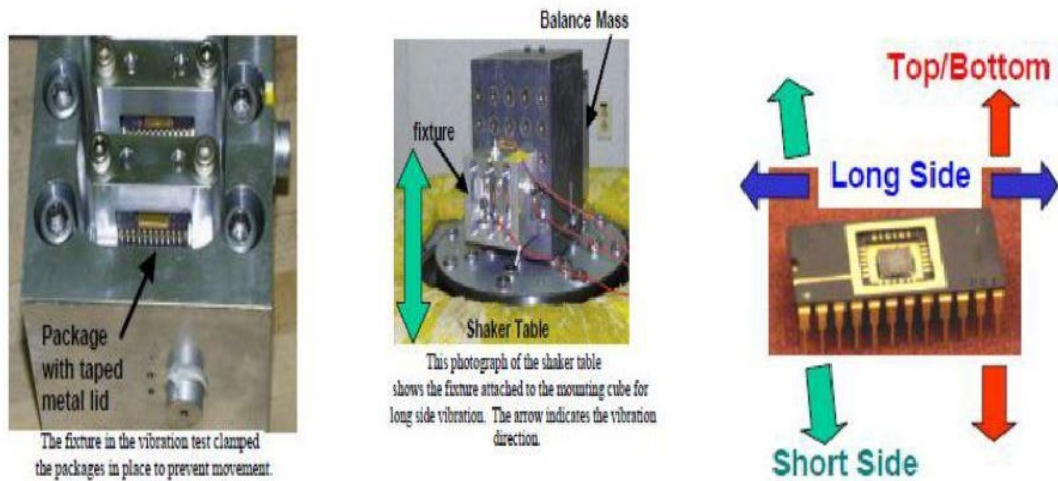 Package
with taped
metal lid
The fixture in the vibration test clamped
the packages in place to prevent movement.
Balance Mass
fixture
Shaker Table
This photograph of the shaker table
shows the fixture attached to the mounting cube for
long side vibration. The arrow indicates the vibration
direction.
Top/Bottom
Long Side
Short Side